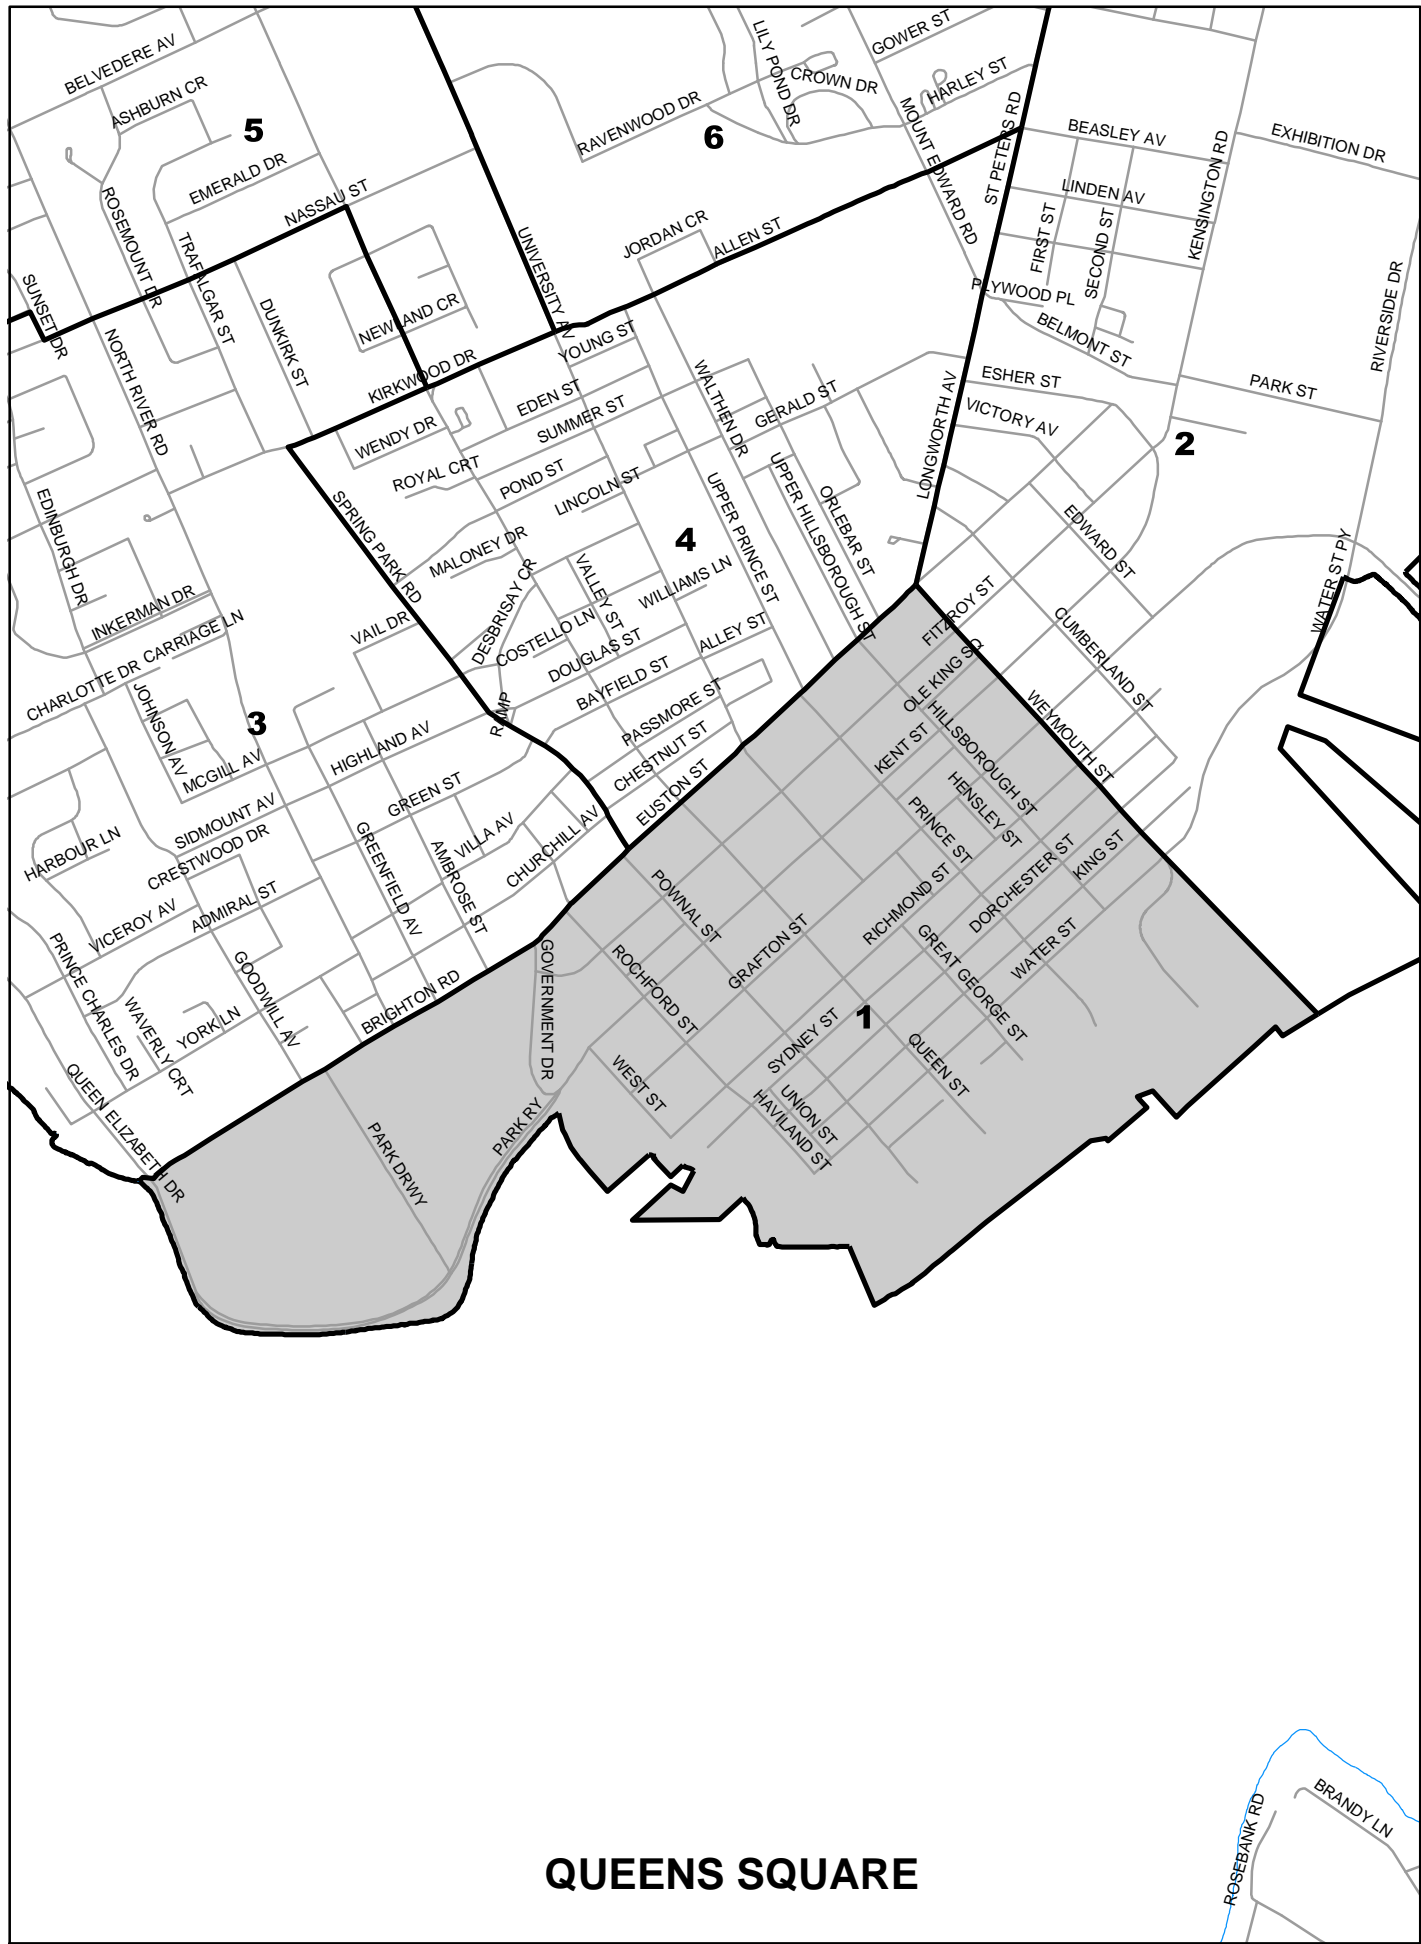 BELVEDERE AV
ASHBURN CR
5
EMERALD DR
NASSAU ST
ROSEMOUNT DR
TRAFALGAR ST
SUNSET DR
NORTH RIVER RD
DUNKIRK ST
NEWLAND CR
KIRKWOOD DR
UNIVERSITY AV
RAVENWOOD DR
6
LILY POND DR
CROWN DR
GOWER ST
HARLEY ST
MOUNT EDWARD RD
ST PETERS RD
JORDAN CR
ALLEN ST
BEASLEY AV
EXHIBITION DR
LINDEN AV
KENSINGTON RD
FIRST ST
SECOND ST
PLYWOOD PL
BELMONT ST
RIVERSIDE DR
PARK ST
ESHER ST
VICTORY AV
LONGWORTH AV
2
EDWARD ST
CUMBERLAND ST
WATER ST PY
FITZROY ST
WEYMOUTH ST
YOUNG ST
EDEN ST
SUMMER ST
WENDY DR
ROYAL CRT
POND ST
LINCOLN ST
WALTHEN DR
GERALD ST
UPPER PRINCE ST
UPPER HILLSBOROUGH ST
ORLEBAR ST
4
MALONEY DR
SPRING PARK RD
DESBRISAY CR
VALLEY ST
WILLIAMS LN
COSTELLO LN
DOUGLAS ST
ALLEY ST
BAYFIELD ST
PASSMORE ST
CHESTNUT ST
EUSTON ST
RAMP
EDINBURGH DR
INKERMAN DR
CARRIAGE LN
CHARLOTTE DR
VAIL DR
JOHNSON AV
3
MCGILL AV
HIGHLAND AV
SIDMOUNT AV
GREEN ST
CRESTWOOD DR
HARBOUR LN
GREENFIELD AV
AMBROSE ST
VILLA AV
CHURCHILL AV
VICEROY AV
ADMIRAL ST
PRINCE CHARLES DR
GOODWILL AV
WAVERLY CRT
YORK LN
BRIGHTON RD
QUEEN ELIZABETH DR
OLE KING SQ
HILLSBOROUGH ST
KENT ST
HENSLEY ST
PRINCE ST
DORCHESTER ST
KING ST
RICHMOND ST
WATER ST
GREAT GEORGE ST
POWNAL ST
GRAFTON ST
ROCHFORD ST
GOVERNMENT DR
1
SYDNEY ST
QUEEN ST
WEST ST
UNION ST
HAVILAND ST
PARK RY
PARK DRWY
BRANDY LN
ROSEBANK RD
QUEENS SQUARE